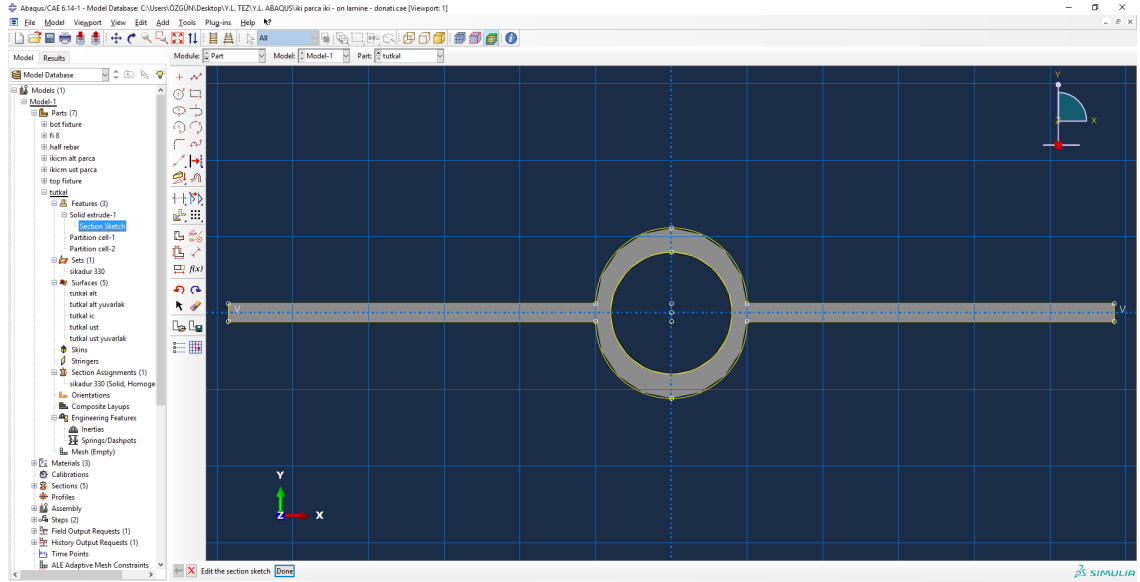 Abaqus/CAE 6.14-1 - Model Database: C:\Users\ÖZGÜN\Desktop\Y.L. TEZ\Y.L. ABAQUS\iki parca iki - on lamine - donati.cae [Viewport: 1]
File Model Viewport View Edit Add Tools Plug-ins Help
All
Model Results
Module: Part Model: Model-1 Part: tutkal
Model Database
Models (1)
Model-1
Parts (7)
bot fixture
fi 8
half rebar
ikicm alt parca
ikicm ust parca
top fixture
tutkal
Features (3)
Solid extrude-1
Section Sketch
Partition cell-1
Partition cell-2
Sets (1)
sikadur 330
Surfaces (5)
tutkal alt
tutkal alt yuvarlak
tutkal ic
tutkal ust
tutkal ust yuvarlak
Skins
Stringers
Section Assignments (1)
sikadur 330 (Solid, Homoge
Orientations
Composite Layups
Engineering Features
Inertias
Springs/Dashpots
Mesh (Empty)
Materials (3)
Calibrations
Sections (5)
Profiles
Assembly
Steps (2)
Field Output Requests (1)
History Output Requests (1)
Time Points
ALE Adaptive Mesh Constraints
f(x)
Y
Z X
V V
Y
Z X
Edit the section sketch Done
SIMULIA